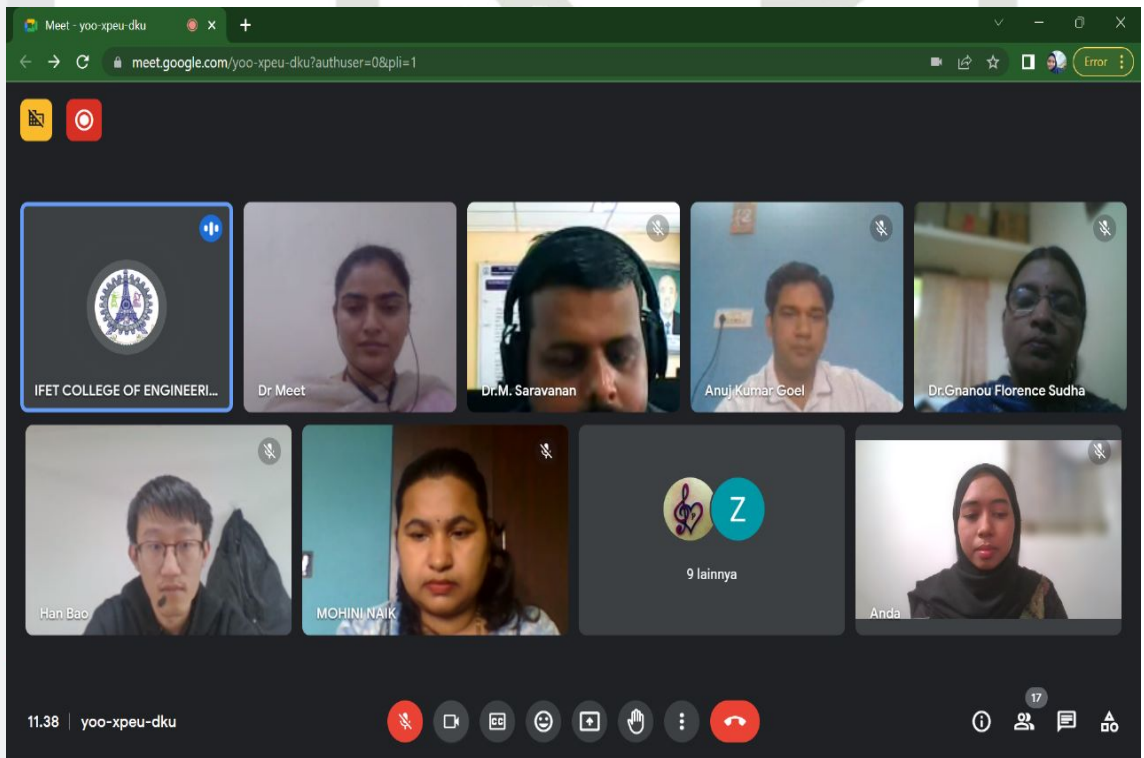 Meet - yoo-xpeu-dku
meet.google.com/yoo-xpeu-dku?authuser=0&pli=1
Error
IFET COLLEGE OF ENGINEERI...
Dr Meet
Dr.M. Saravanan
Anuj Kumar Goel
Dr.Gnanou Florence Sudha
Han Bao
MOHINI NAIK
Z
9 lainnya
Anda
11.38 | yoo-xpeu-dku
CC
17